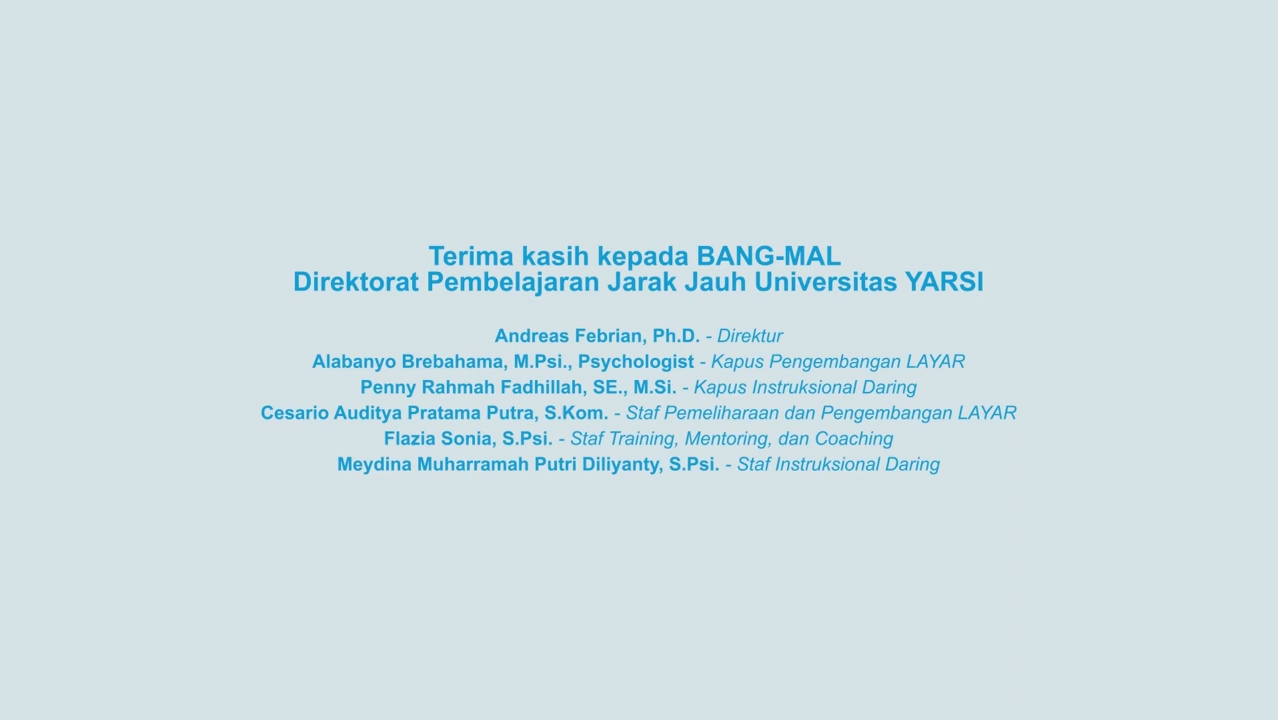 Terima kasih kepada BANG-MAL
Direktorat Pembelajaran Jarak Jauh Universitas YARSI
Andreas Febrian, Ph.D. - Direktur
Alabanyo Brebahama, M.Psi., Psychologist - Kapus Pengembangan LAYAR
Penny Rahmah Fadhillah, SE., M.Si. - Kapus Instruksional Daring
Cesario Auditya Pratama Putra, S.Kom. - Staf Pemeliharaan dan Pengembangan LAYAR
Flazia Sonia, S.Psi. - Staf Training, Mentoring, dan Coaching
Meydina Muharramah Putri Diliyanty, S.Psi. - Staf Instruksional Daring